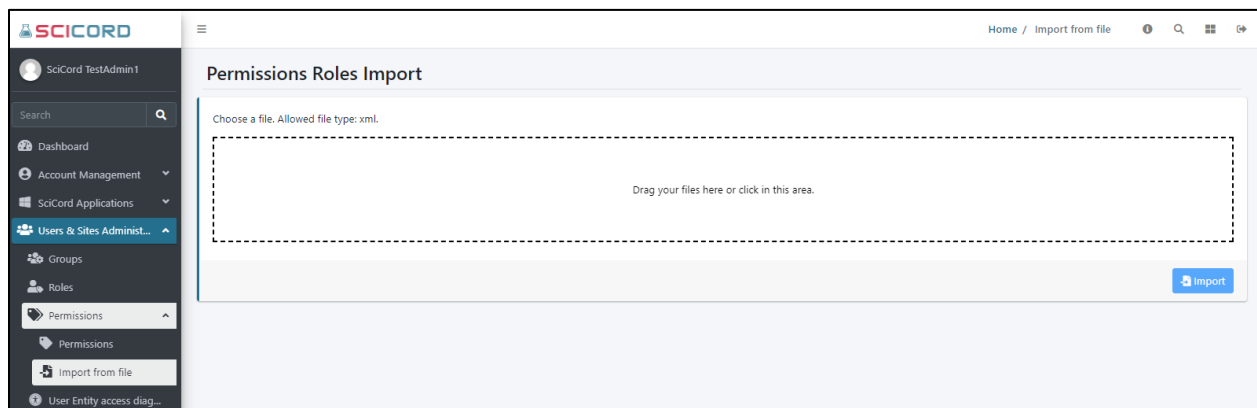 SCICORD
Home / Import from file
SciCord TestAdmin1
Permissions Roles Import
Search
Choose a file. Allowed file type: xml.
Dashboard
Account Management
Drag your files here or click in this area.
SciCord Applications
Users & Sites Administ...
Groups
Import
Roles
Permissions
Permissions
Import from file
User Entity access diag...